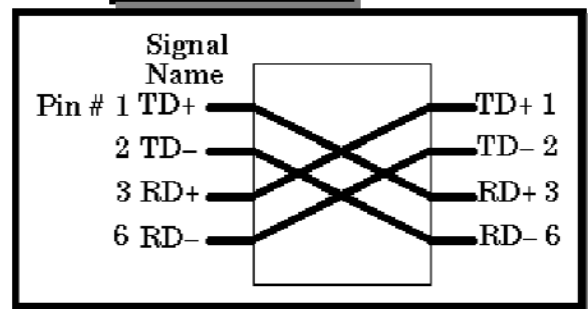 Signal
Name
Pin # 1 TD+ TD+ 1
2 TD– TD– 2
3 RD+ RD+ 3
6 RD– RD– 6